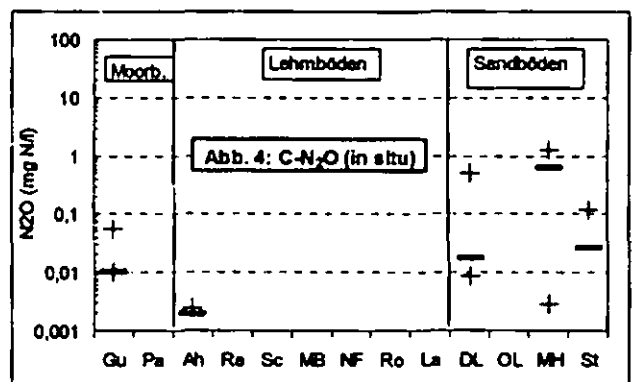 Moorb.
Lehmböden
Sandböden
Abb. 4: C-N₂O (in situ)
N2O (mg N/l)
100
10
1
0,1
0,01
0,001
Gu Pa Ah Re Sc MB NF Ro La DL OL MH St